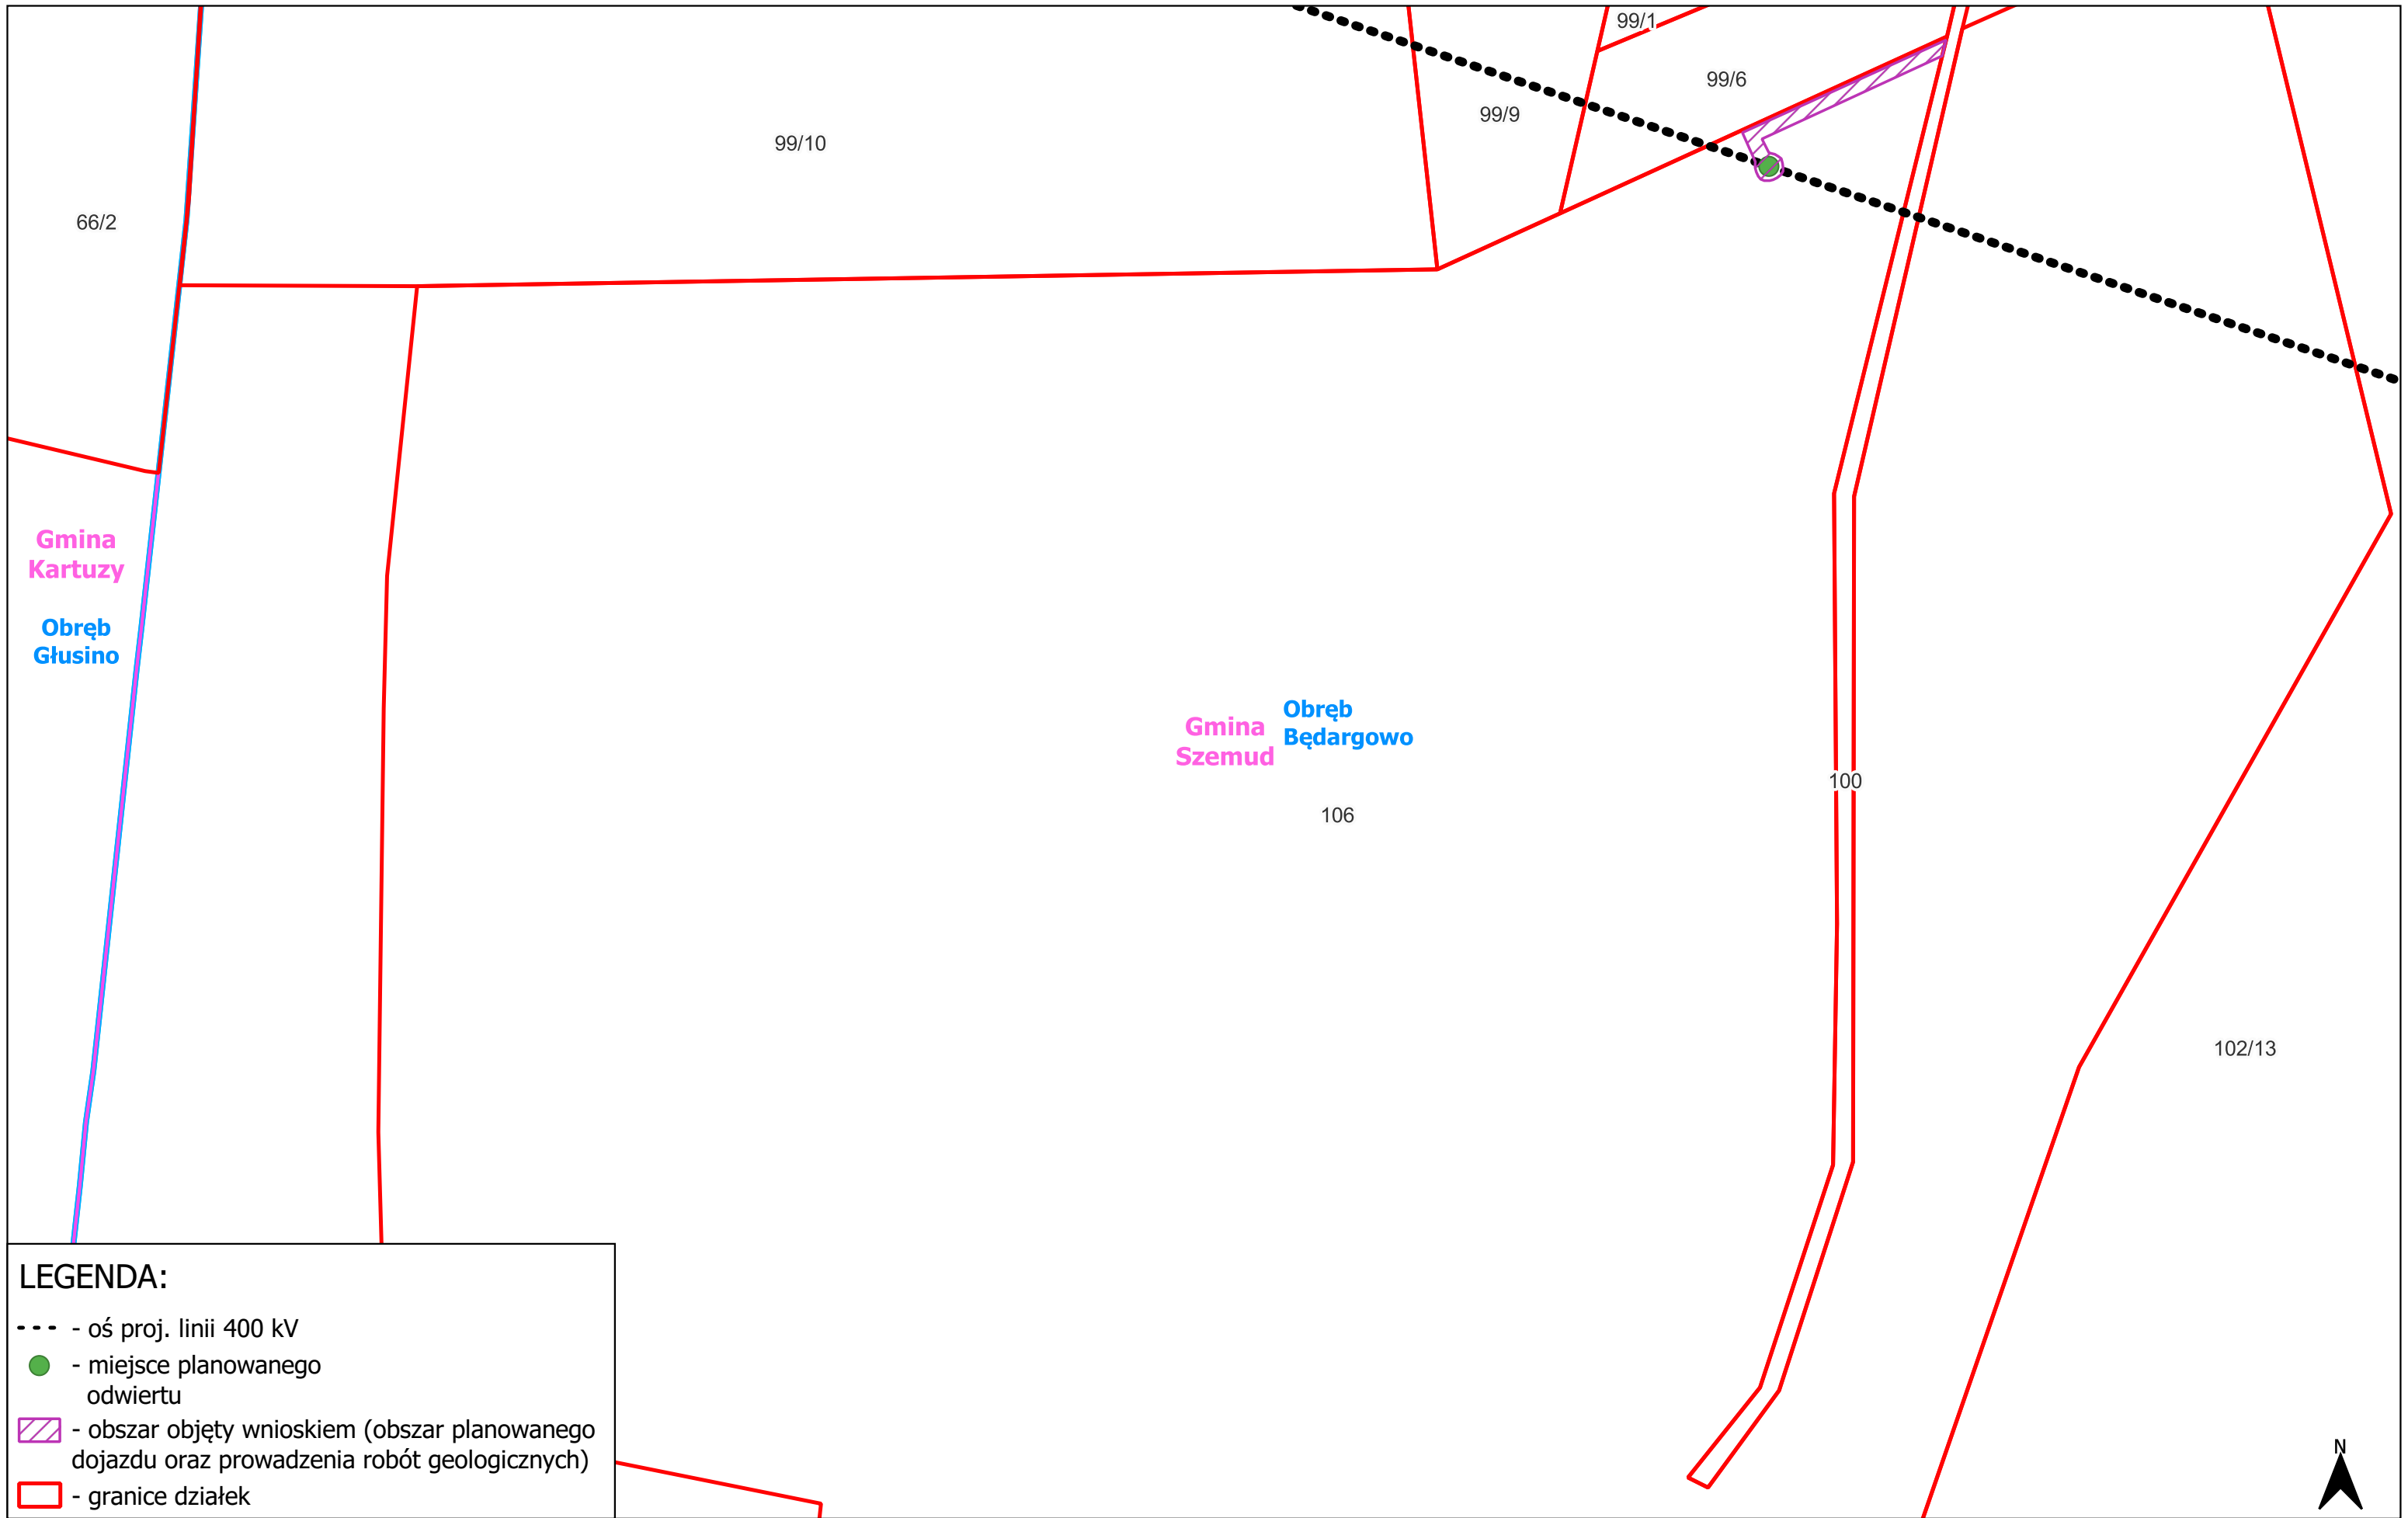 99/1
99/6
99/9
99/10
66/2
Gmina
Kartuzy
Obręb
Głusino
Obręb
Będargowo
Gmina
Szemud
100
106
102/13
LEGENDA:
- oś proj. linii 400 kV
- miejsce planowanego
odwiertu
- obszar objęty wnioskiem (obszar planowanego
dojazdu oraz prowadzenia robót geologicznych)
- granice działek
N